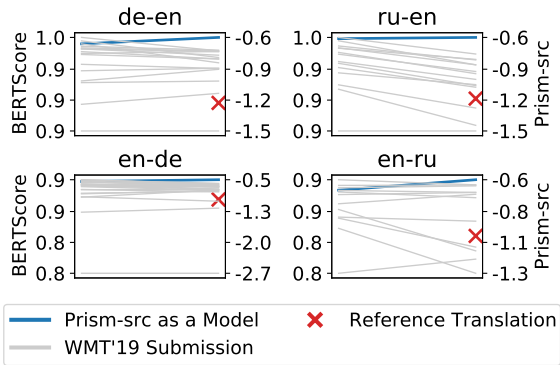 de-en ru-en
BERTScore 1.0 0.9 0.9 0.9 -0.6 -0.9 -1.2 -1.5
1.0 0.9 0.9 0.9 -0.6 -0.9 -1.2 -1.5 Prism-src
en-de en-ru
BERTScore 0.9 0.9 0.8 0.8 -0.5 -1.3 -2.0 -2.7
0.9 0.9 0.8 0.8 -0.6 -0.8 -1.1 -1.3 Prism-src
Prism-src as a Model
Reference Translation
WMT'19 Submission